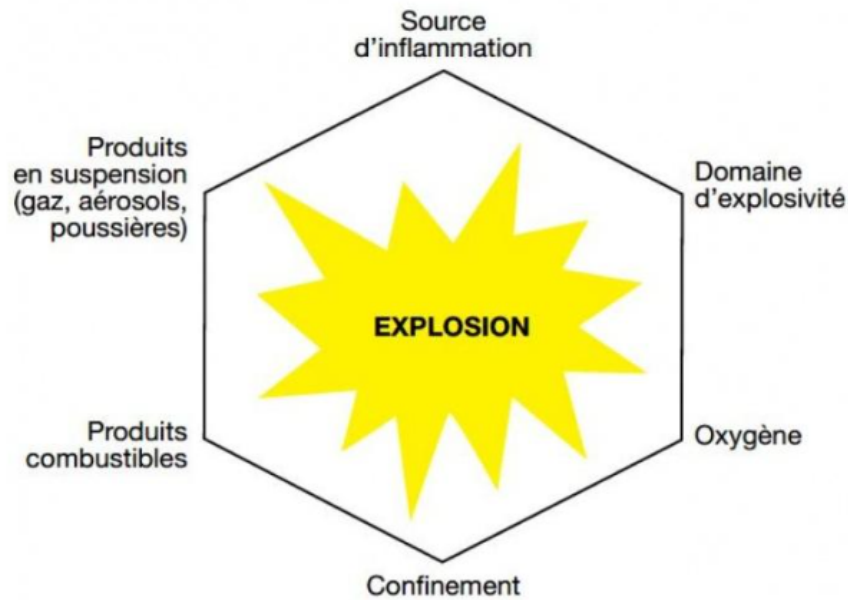 Source
d’inflammation
Produits
en suspension
(gaz, aérosols,
poussières)
Domaine
d’explosivité
EXPLOSION
Produits
combustibles
Oxygène
Confinement